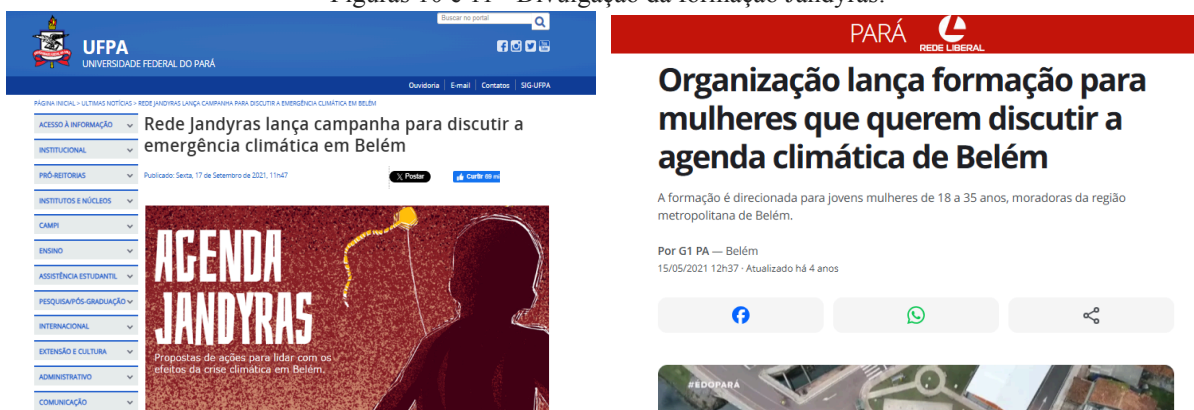 Figuras 10 e 11 - Divulgação da formação Jandyras.
Buscar no portal
UFPA
UNIVERSIDADE FEDERAL DO PARÁ
Ouvidoria E-mail Contatos SIG-UFPA
PÁGINA INICIAL > ULTIMAS NOTÍCIAS > REDE JANDYRAS LANÇA CAMPANHA PARA DISCUTIR A EMERGÊNCIA CLIMÁTICA EM BELÉM
ACESSO À INFORMAÇÃO
INSTITUCIONAL
PRÓ-REITORIAS
INSTITUTOS E NÚCLEOS
CAMPI
ENSINO
ASSISTÊNCIA ESTUDANTIL
PESQUISA/PÓS-GRADUAÇÃO
INTERNACIONAL
EXTENSÃO E CULTURA
ADMINISTRATIVO
COMUNICAÇÃO
Rede Jandyras lança campanha para discutir a
emergência climática em Belém
Publicado: Sexta, 17 de Setembro de 2021, 11h47
X Postar
Curtir 69 mi
AGENDA
JANDYRAS
Propostas de ações para lidar com os
efeitos da crise climática em Belém.
PARÁ
REDE LIBERAL
Organização lança formação para
mulheres que querem discutir a
agenda climática de Belém
A formação é direcionada para jovens mulheres de 18 a 35 anos, moradoras da região
metropolitana de Belém.
Por G1 PA — Belém
15/05/2021 12h37 · Atualizado há 4 anos
#EDOPARÁ